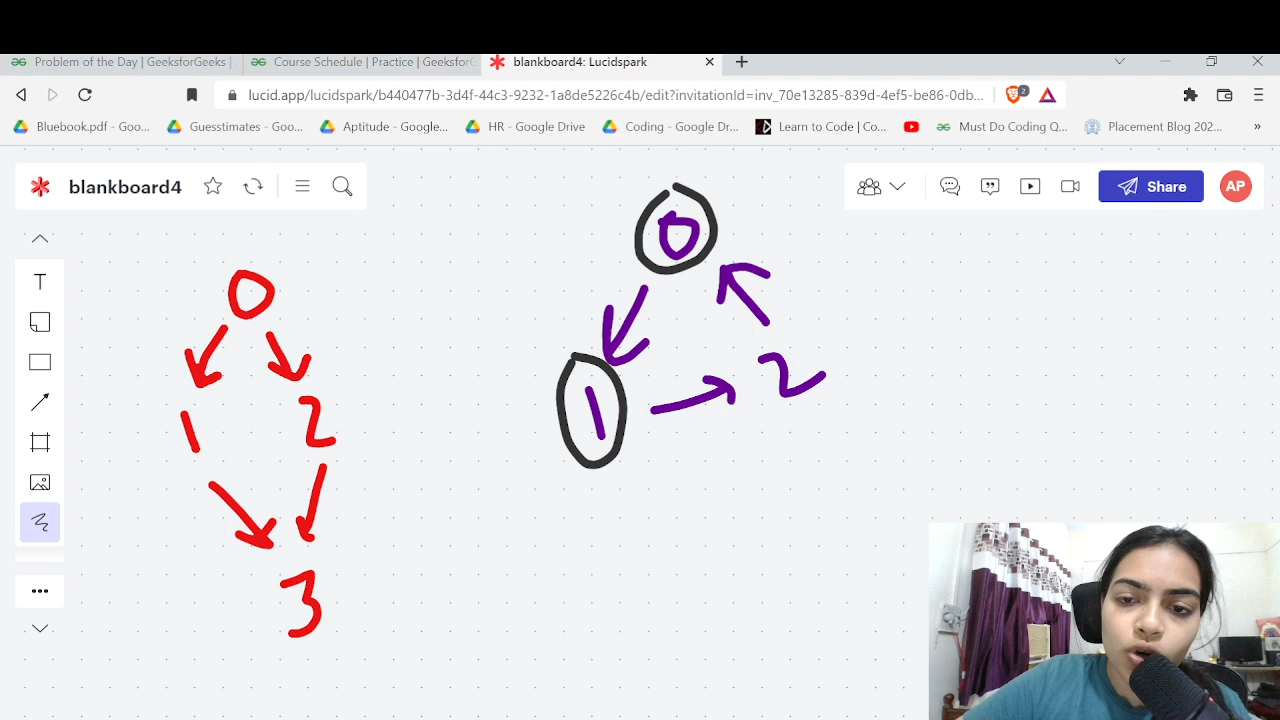 Problem of the Day | GeeksforGeeks |
Course Schedule | Practice | GeeksforG
blankboard4: Lucidspark
lucid.app/lucidspark/b440477b-3d4f-44c3-9232-1a8de5226c4b/edit?invitationId=inv_70e13285-839d-4ef5-be86-0db...
2
Bluebook.pdf - Goo...
Guesstimates - Goo...
Aptitude - Google...
HR - Google Drive
Coding - Google Dr...
Learn to Code | Co...
Must Do Coding Q...
Placement Blog 202...
»
blankboard4
Share
AP
T
0
0
1
2
1
2
3